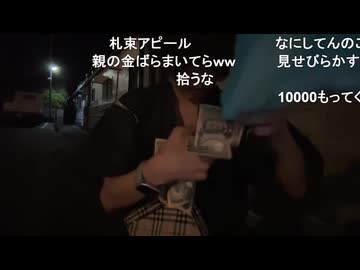 札束アピール
なにしてんのこ
親の金ばらまいてらww
見せびらかす
拾うな
10000もってく